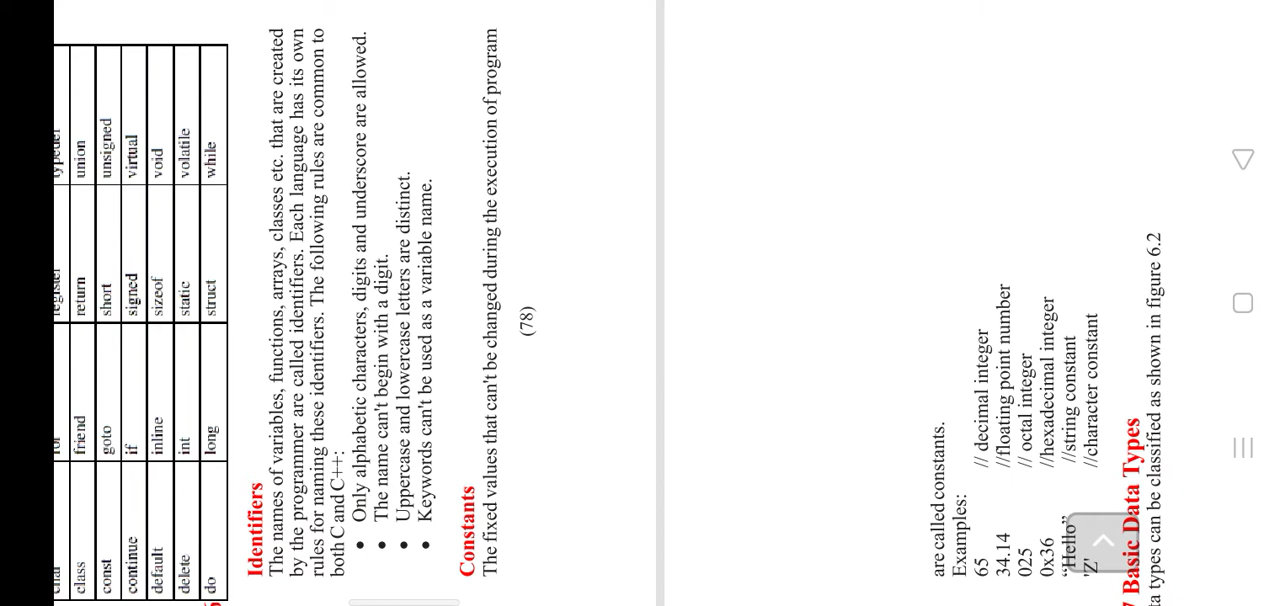 class friend return union
const goto short unsigned
continue if signed virtual
default inline sizeof void
delete int static volatile
do long struct while
Identifiers
The names of variables, functions, arrays, classes etc. that are created
by the programmer are called identifiers. Each language has its own
rules for naming these identifiers. The following rules are common to
both C and C++:
• Only alphabetic characters, digits and underscore are allowed.
• The name can't begin with a digit.
• Uppercase and lowercase letters are distinct.
• Keywords can't be used as a variable name.
Constants
The fixed values that can't be changed during the execution of program
(78)
are called constants.
Examples:
65 // decimal integer
34.14 //floating point number
025 // octal integer
0x36 //hexadecimal integer
“Hello” //string constant
'Z' //character constant
Basic Data Types
ta types can be classified as shown in figure 6.2